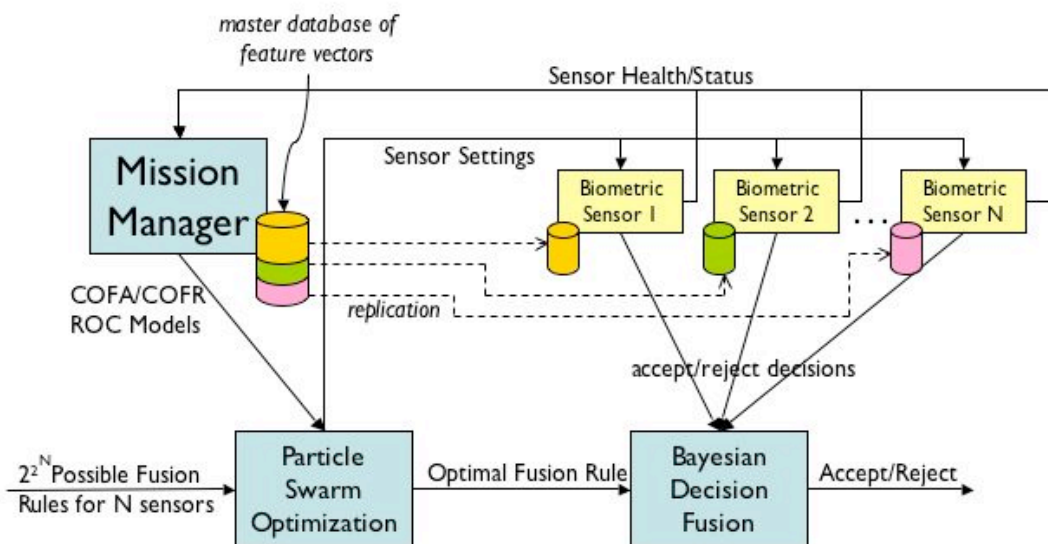 master database of
feature vectors
Sensor Health/Status
Mission
Manager
Sensor Settings
Biometric
Sensor 1
Biometric
Sensor 2
...
Biometric
Sensor N
COFA/COFR
ROC Models
replication
accept/reject decisions
2²ᴺ Possible Fusion
Rules for N sensors
Particle
Swarm
Optimization
Optimal Fusion Rule
Bayesian
Decision
Fusion
Accept/Reject